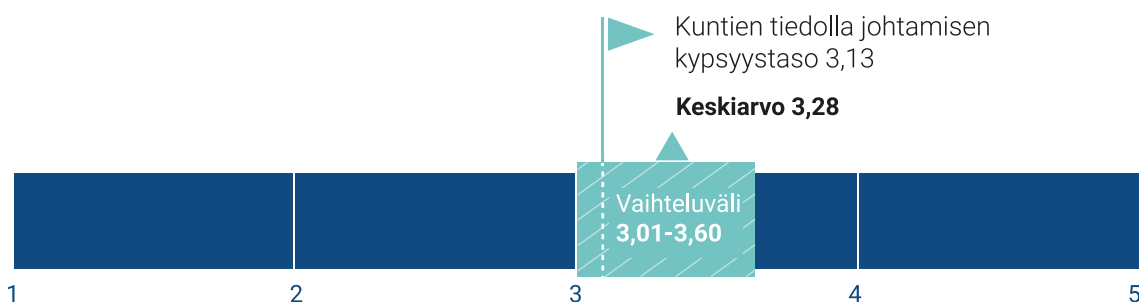 Kuntien tiedolla johtamisen
kypsyystaso 3,13
Keskiarvo 3,28
Vaihteluväli
3,01-3,60
1 2 3 4 5